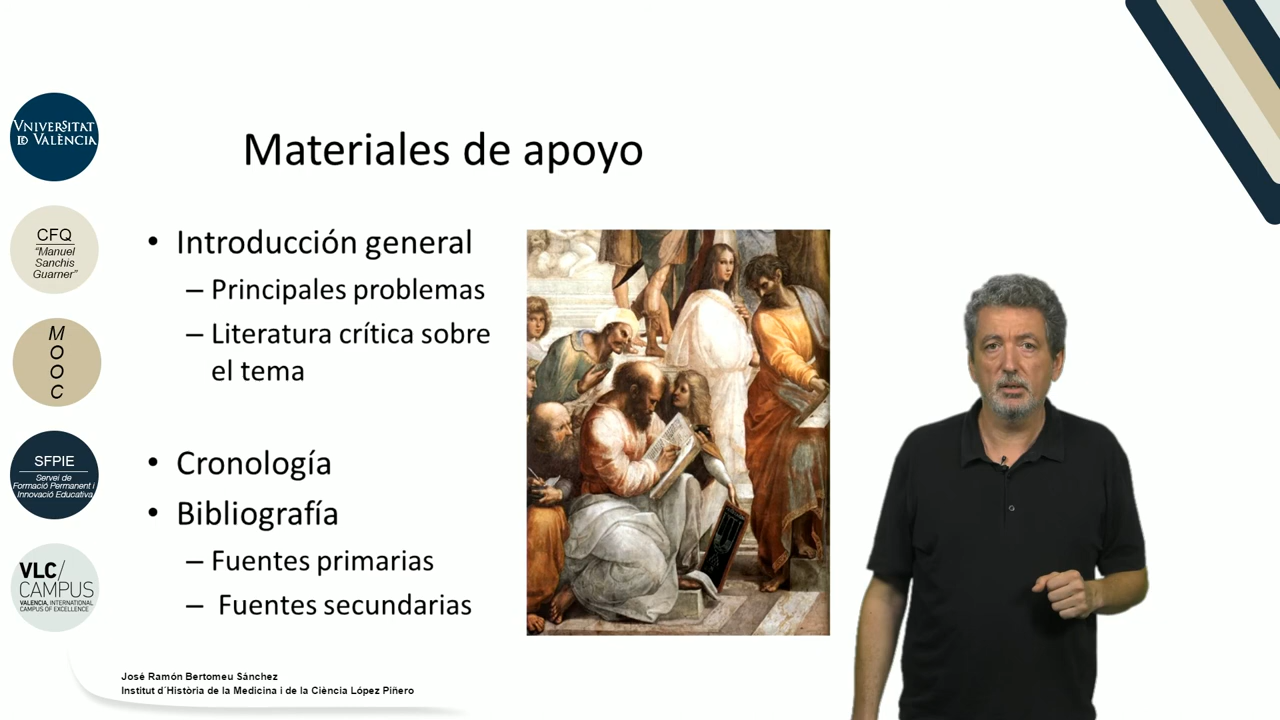 VNIVERSITAT
ID VALÈNCIA
CFQ
“Manuel
Sanchis
Guarner”
M
O
O
C
SFPIE
Servei de
Formació Permanent i
Innovació Educativa
VLC/
CAMPUS
VALENCIA, INTERNATIONAL
CAMPUS OF EXCELLENCE
Materiales de apoyo
• Introducción general
– Principales problemas
– Literatura crítica sobre
el tema
• Cronología
• Bibliografía
– Fuentes primarias
– Fuentes secundarias
José Ramón Bertomeu Sánchez
Institut d´Història de la Medicina i de la Ciència López Piñero